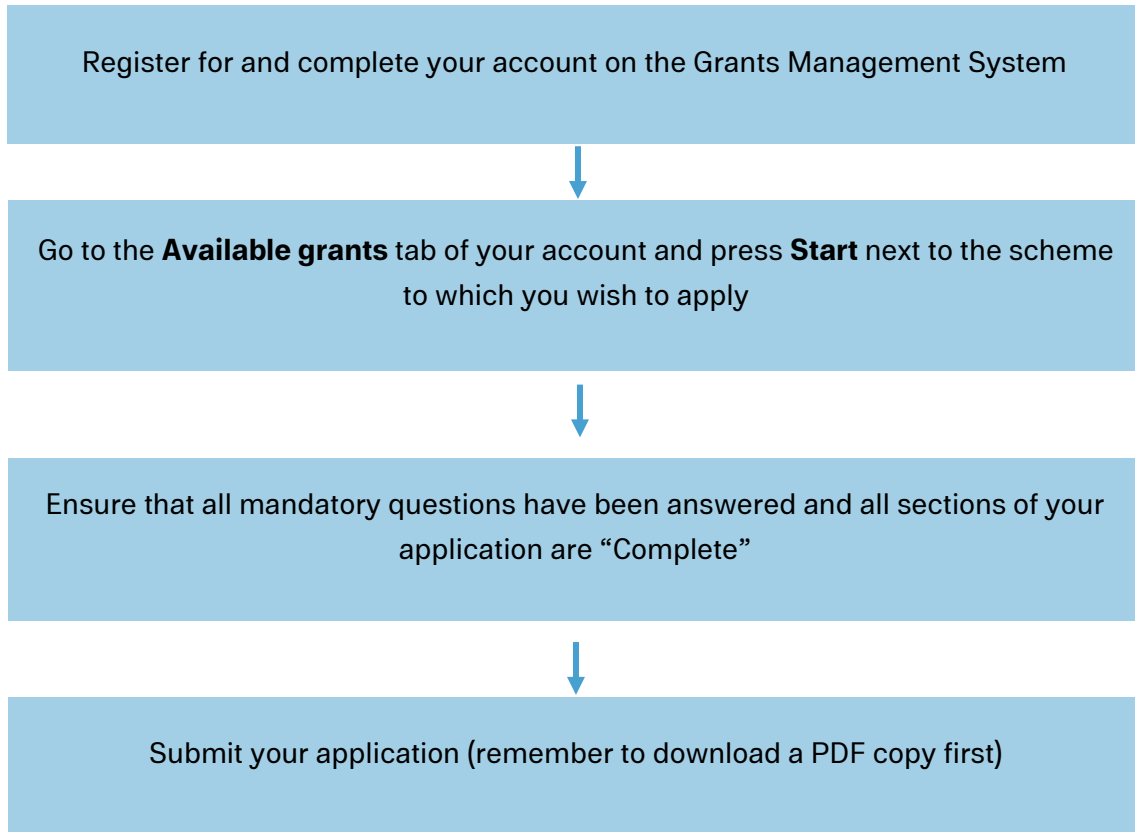 Register for and complete your account on the Grants Management System
Go to the Available grants tab of your account and press Start next to the scheme
to which you wish to apply
Ensure that all mandatory questions have been answered and all sections of your
application are “Complete”
Submit your application (remember to download a PDF copy first)